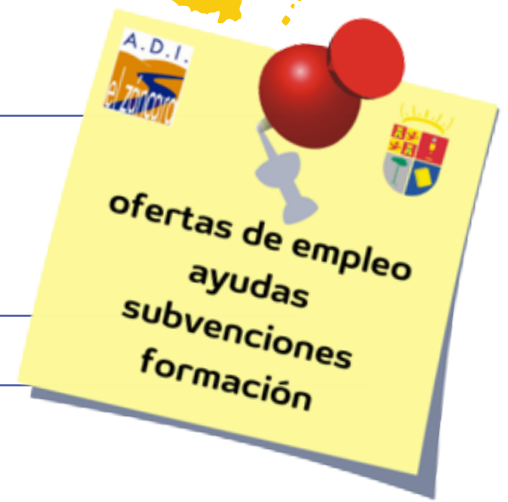 A.D.I.
el záncara
ofertas de empleo
ayudas
subvenciones
formación